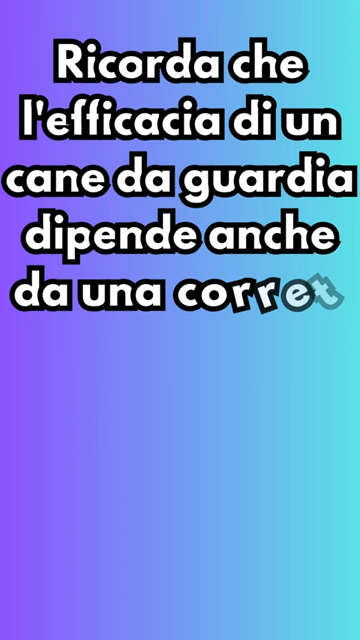 Ricorda che
l'efficacia di un
cane da guardia
dipende anche
da una corret